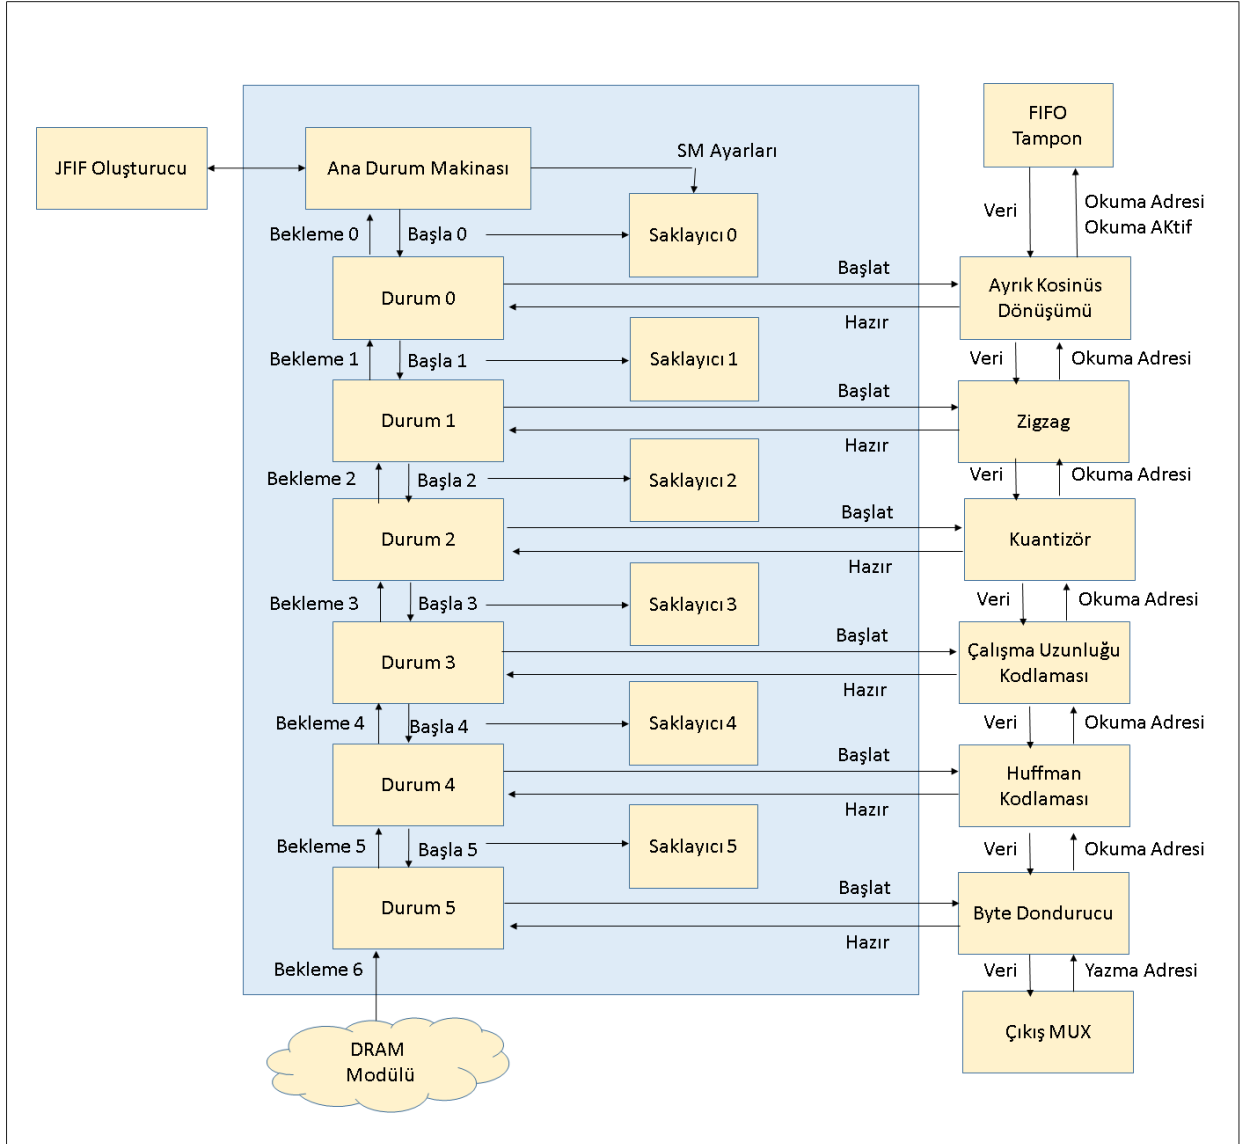 FIFO
Tampon
JFIF Oluşturucu
Ana Durum Makinası
SM Ayarları
Veri
Okuma Adresi
Okuma AKtif
Bekleme 0
Başla 0
Saklayıcı 0
Başlat
Durum 0
Ayrık Kosinüs
Dönüşümü
Hazır
Bekleme 1
Başla 1
Saklayıcı 1
Veri
Okuma Adresi
Başlat
Durum 1
Zigzag
Hazır
Bekleme 2
Başla 2
Saklayıcı 2
Veri
Okuma Adresi
Başlat
Durum 2
Kuantizör
Hazır
Bekleme 3
Başla 3
Saklayıcı 3
Veri
Okuma Adresi
Başlat
Durum 3
Çalışma Uzunluğu
Kodlaması
Hazır
Bekleme 4
Başla 4
Saklayıcı 4
Veri
Okuma Adresi
Başlat
Durum 4
Huffman
Kodlaması
Hazır
Bekleme 5
Başla 5
Saklayıcı 5
Veri
Okuma Adresi
Başlat
Durum 5
Byte Dondurucu
Hazır
Bekleme 6
Veri
Yazma Adresi
Çıkış MUX
DRAM
Modülü